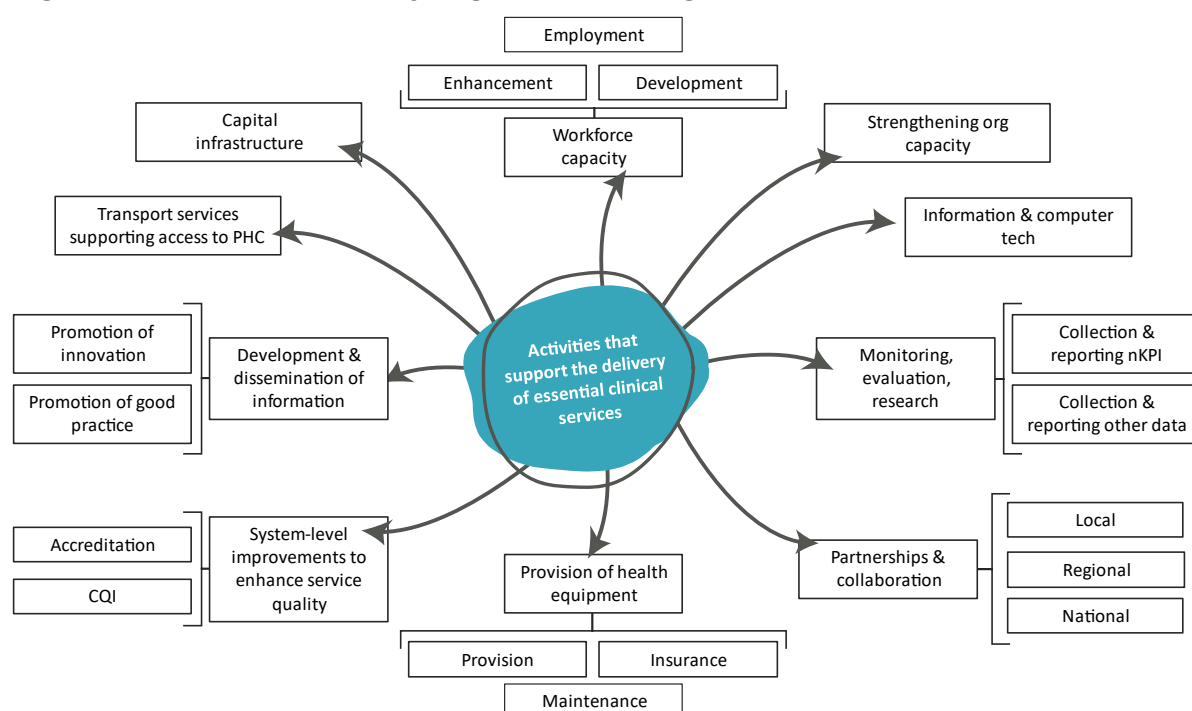 Employment
Enhancement
Development
Workforce
capacity
Capital
infrastructure
Strengthening org
capacity
Transport services
supporting access to PHC
Information & computer
tech
Activities that
support the delivery
of essential clinical
services
Promotion of
innovation
Promotion of good
practice
Development &
dissemination of
information
Monitoring,
evaluation,
research
Collection &
reporting nKPI
Collection &
reporting other data
Accreditation
CQI
System-level
improvements to
enhance service
quality
Provision of health
equipment
Provision
Insurance
Maintenance
Partnerships &
collaboration
Local
Regional
National